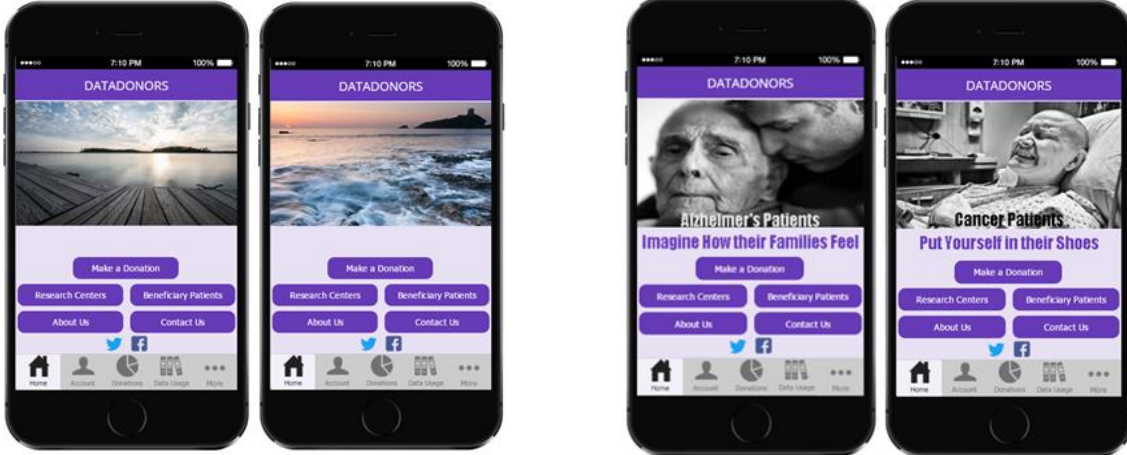 7:10 PM 100%
DATADONORS
Make a Donation
Research Centers Beneficiary Patients
About Us Contact Us
Home Account Donations Data Usage More
7:10 PM 100%
DATADONORS
Make a Donation
Research Centers Beneficiary Patients
About Us Contact Us
Home Account Donations Data Usage More
7:10 PM 100%
DATADONORS
Alzheimer's Patients
Imagine How their Families Feel
Make a Donation
Research Centers Beneficiary Patients
About Us Contact Us
Home Account Donations Data Usage More
7:10 PM 100%
DATADONORS
Cancer Patients
Put Yourself in their Shoes
Make a Donation
Research Centers Beneficiary Patients
About Us Contact Us
Home Account Donations Data Usage More